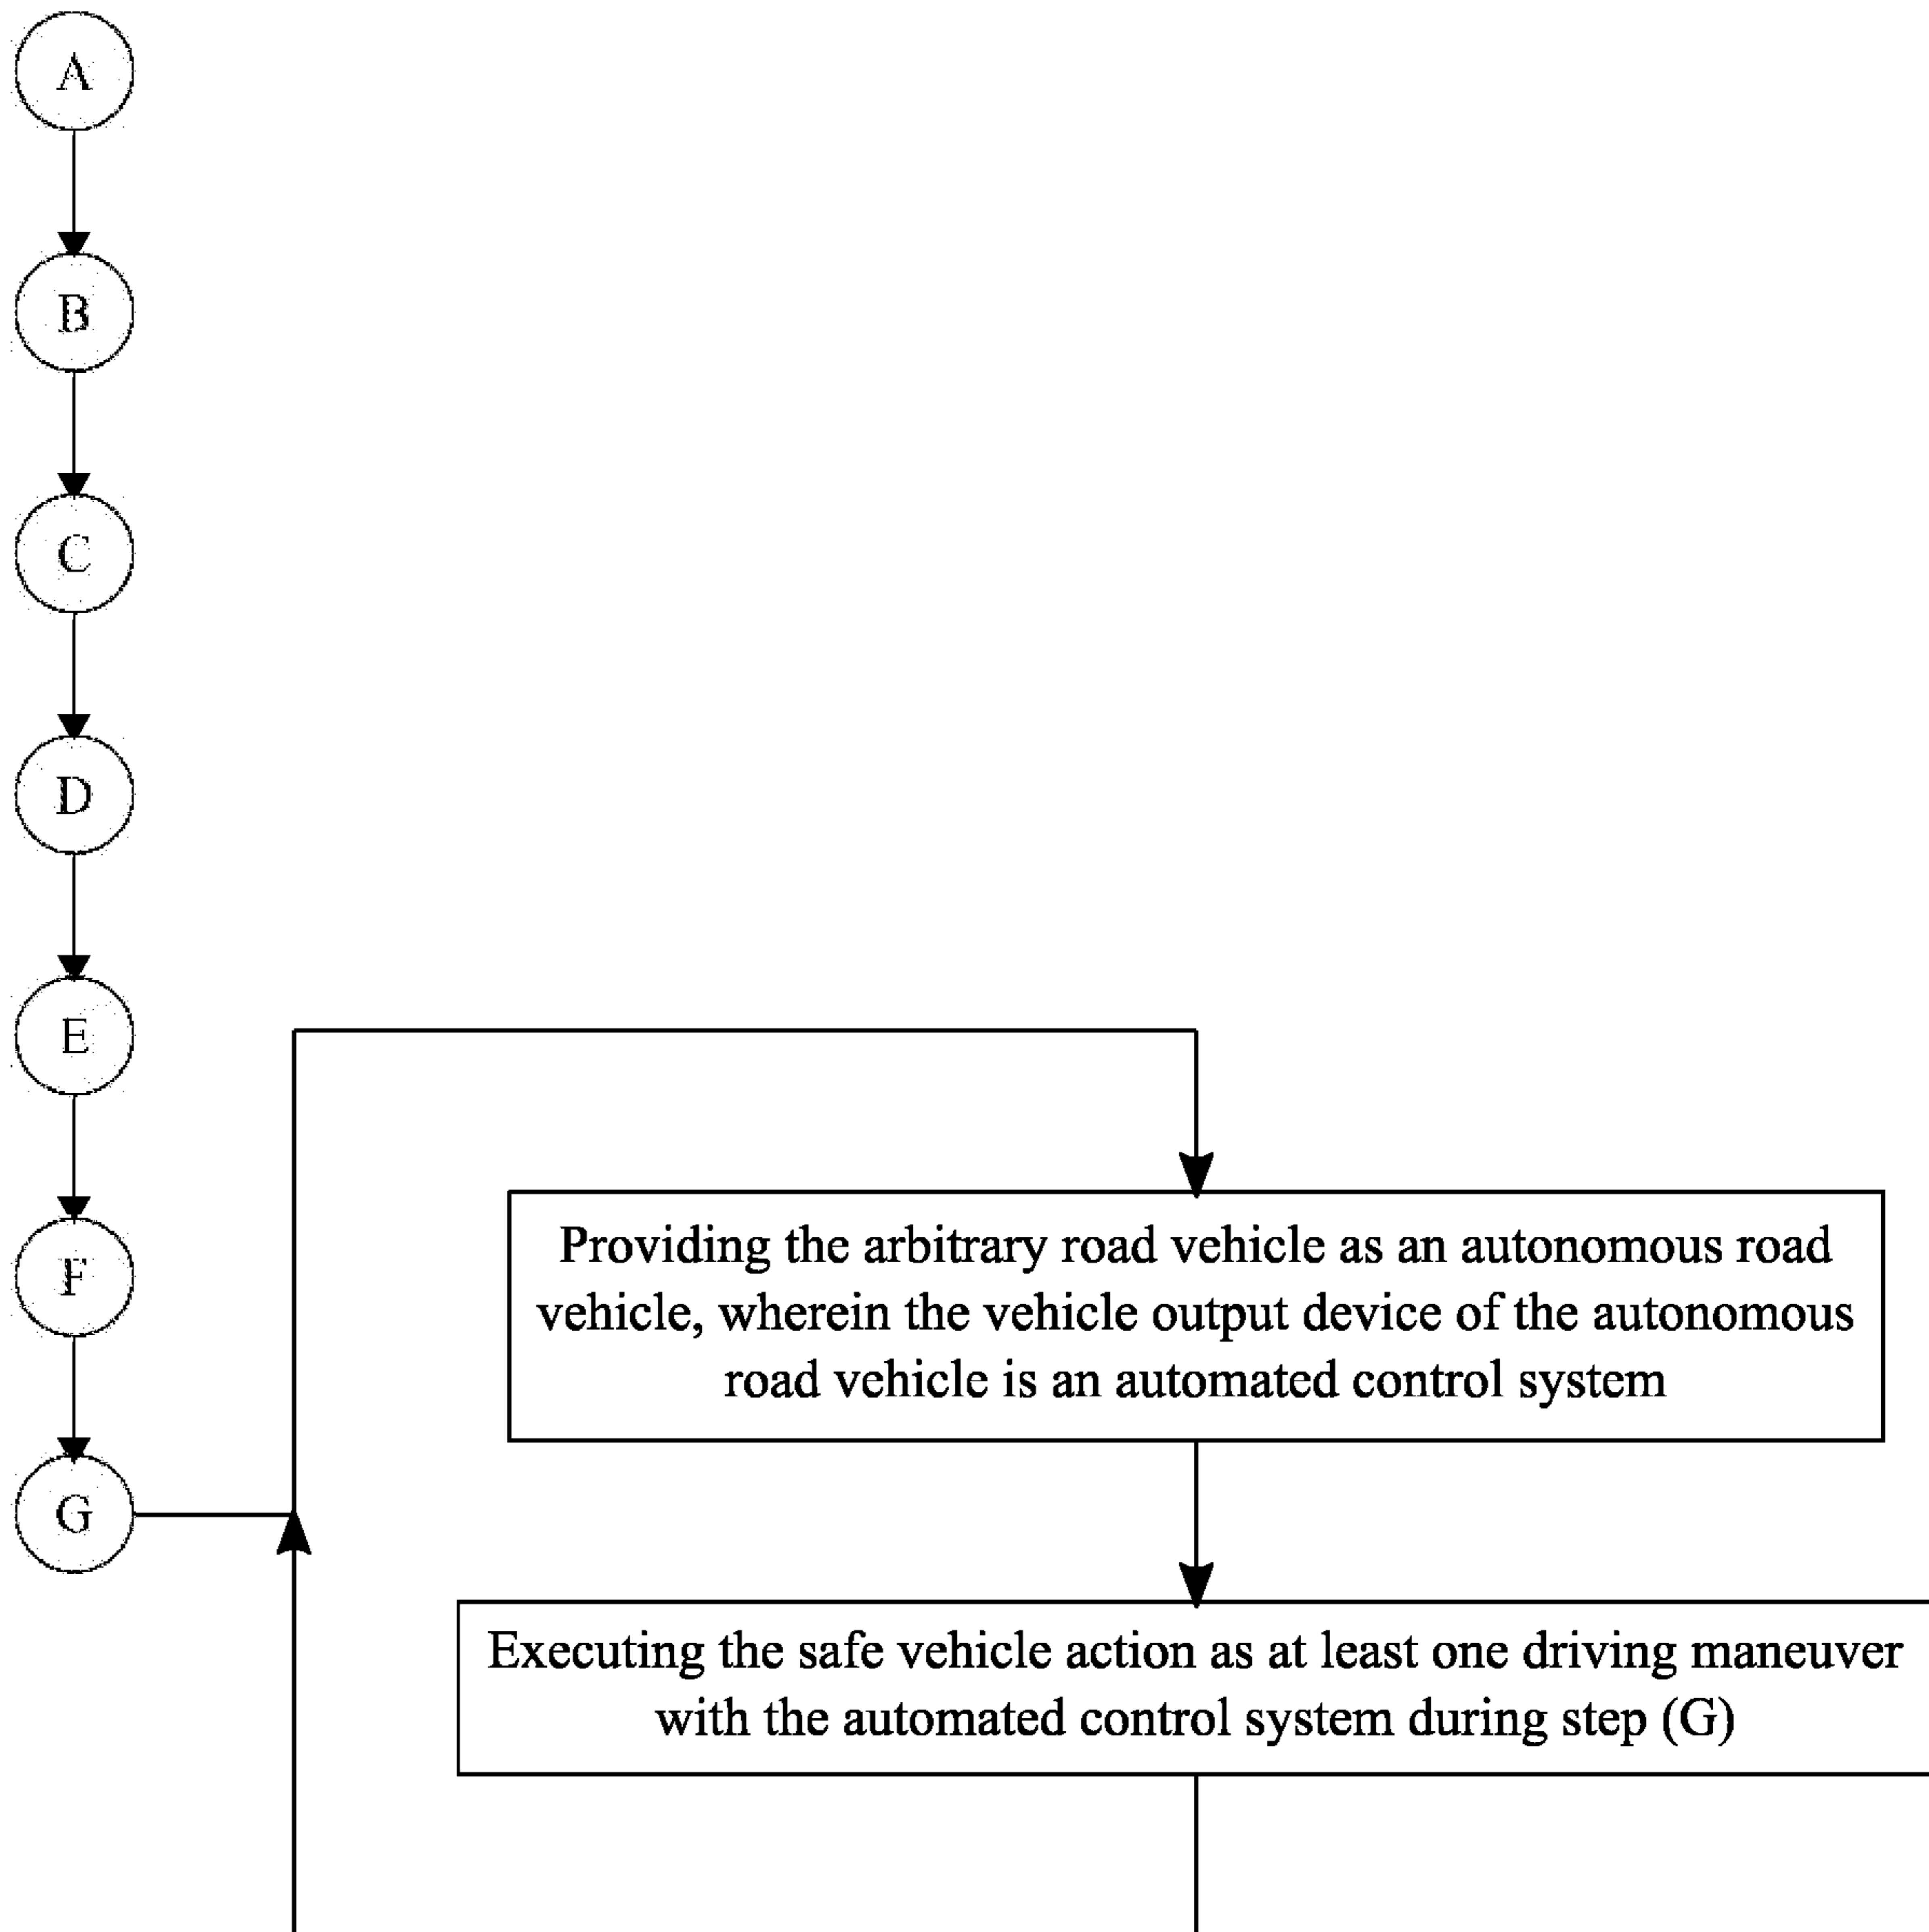 A
B
C
D
E
F
G
Providing the arbitrary road vehicle as an autonomous road
vehicle, wherein the vehicle output device of the autonomous
road vehicle is an automated control system
Executing the safe vehicle action as at least one driving maneuver
with the automated control system during step (G)